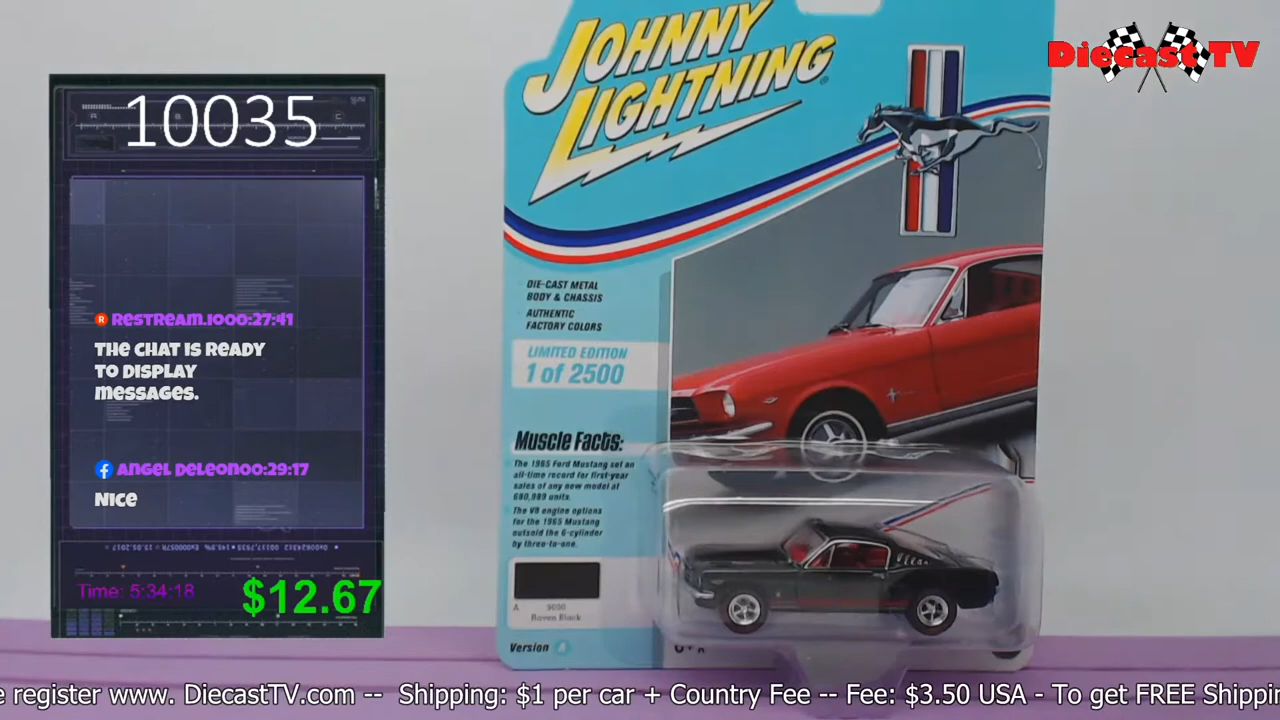 Diecast TV
10035
Restream.io00:27:41
The chat is ready
to display
messages.
Angel Deleon00:29:17
Nice
Time: 5:34:18
$12.67
JOHNNY
LIGHTNING
DIE-CAST METAL
BODY & CHASSIS
AUTHENTIC
FACTORY COLORS
LIMITED EDITION
1 of 2500
Muscle Facts:
The 1965 Ford Mustang set an
all-time record for first-year
sales of any new model at
680,989 units.
The V8 engine options
for the 1965 Mustang
outsold the 6-cylinder
by three-to-one.
A
Raven Black
Version A
e register www. DiecastTV.com -- Shipping: $1 per car + Country Fee -- Fee: $3.50 USA - To get FREE Shippin